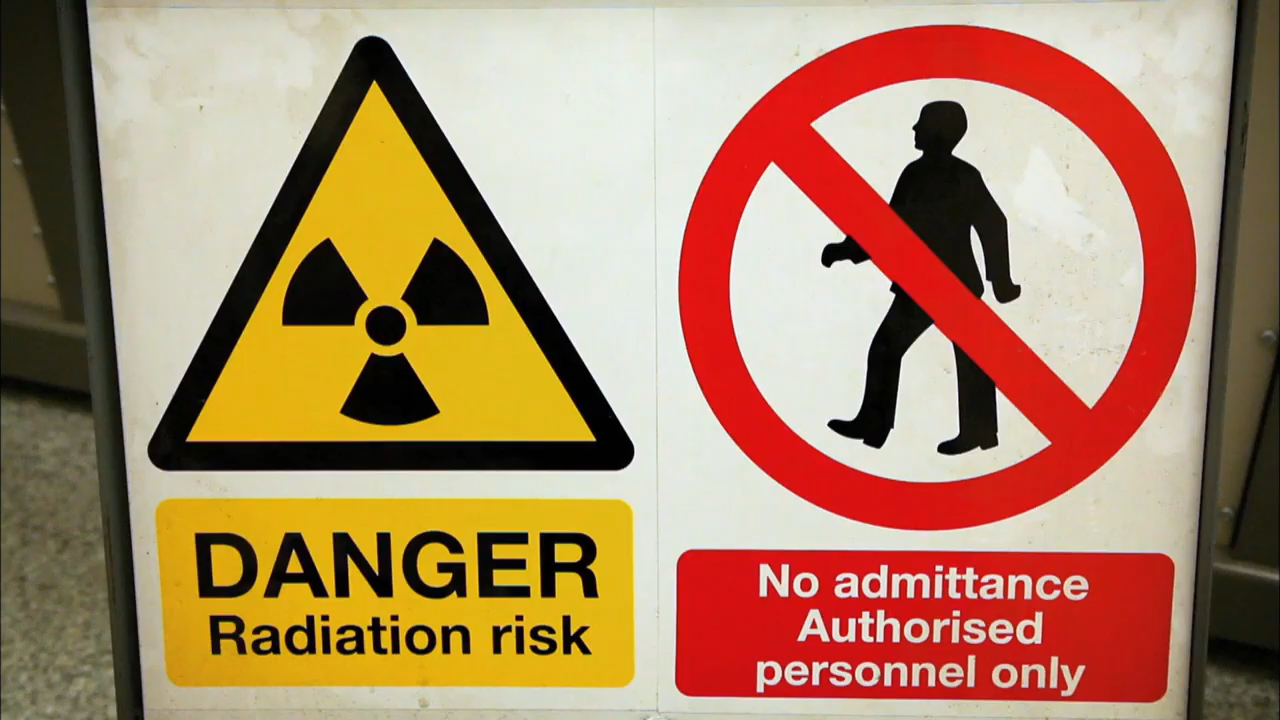 DANGER
Radiation risk
No admittance
Authorised
personnel only